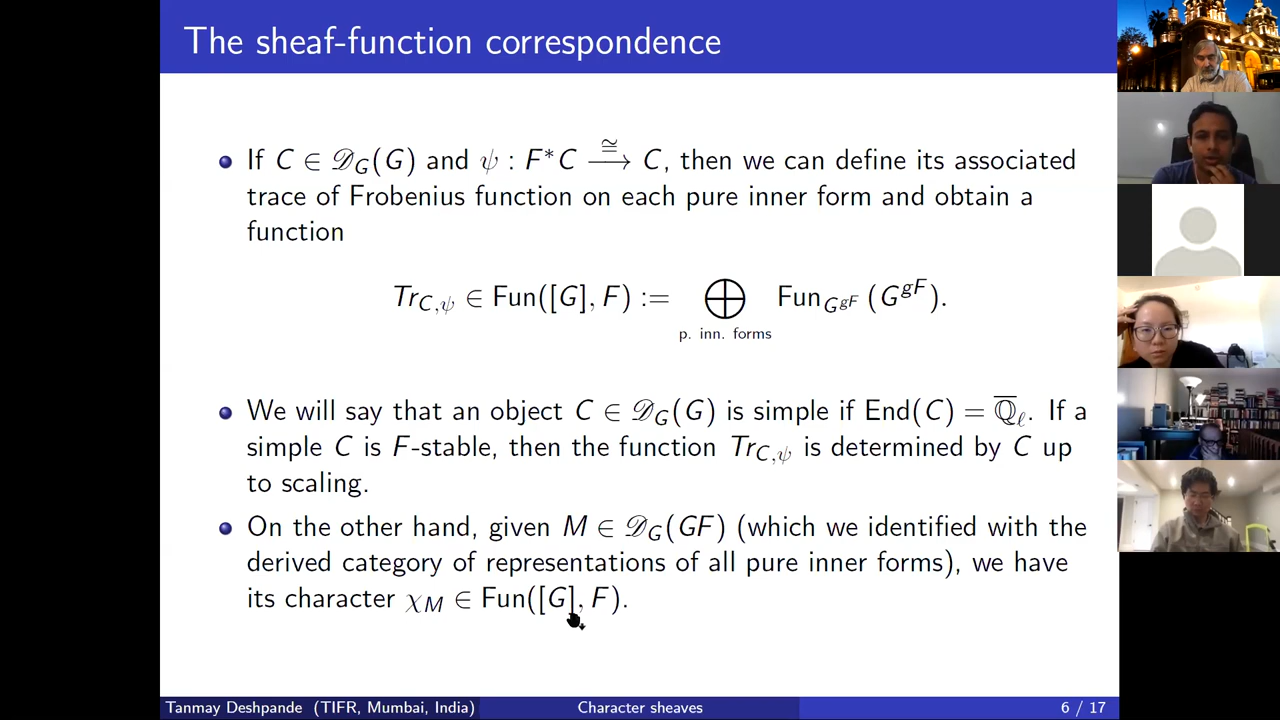 The sheaf-function correspondence
If C ∈ 𝒟_G(G) and ψ : F*C ≅⟶ C, then we can define its associated
trace of Frobenius function on each pure inner form and obtain a
function
Tr_{C,ψ} ∈ Fun([G], F) := ⊕_{p. inn. forms} Fun_{G^{gF}} (G^{gF}).
We will say that an object C ∈ 𝒟_G(G) is simple if End(C) = \overline{ℚ}_ℓ. If a
simple C is F-stable, then the function Tr_{C,ψ} is determined by C up
to scaling.
On the other hand, given M ∈ 𝒟_G(GF) (which we identified with the
derived category of representations of all pure inner forms), we have
its character χ_M ∈ Fun([G], F).
Tanmay Deshpande (TIFR, Mumbai, India) Character sheaves 6 / 17